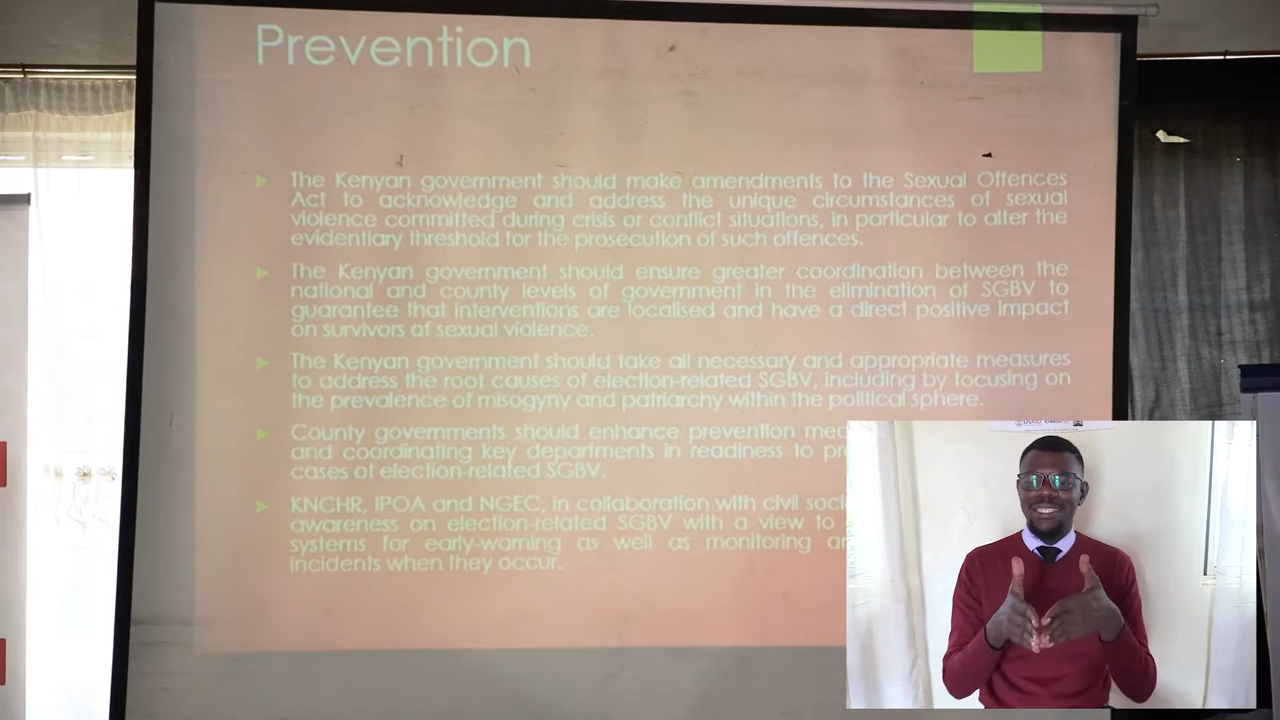 Prevention
The Kenyan government should make amendments to the Sexual Offences
Act to acknowledge and address the unique circumstances of sexual
violence committed during crisis or conflict situations, in particular to alter the
evidentiary threshold for the prosecution of such offences.
The Kenyan government should ensure greater coordination between the
national and county levels of government in the elimination of SGBV to
guarantee that interventions are localised and have a direct positive impact
on survivors of sexual violence.
The Kenyan government should take all necessary and appropriate measures
to address the root causes of election-related SGBV, including by focusing on
the prevalence of misogyny and patriarchy within the political sphere.
County governments should enhance prevention
and coordinating key departments in readiness to
cases of election-related SGBV.
KNCHR, IPOA and NGEC, in collaboration with civil
awareness on election-related SGBV with a view to
systems for early-warning as well as monitoring
incidents when they occur.
USAID